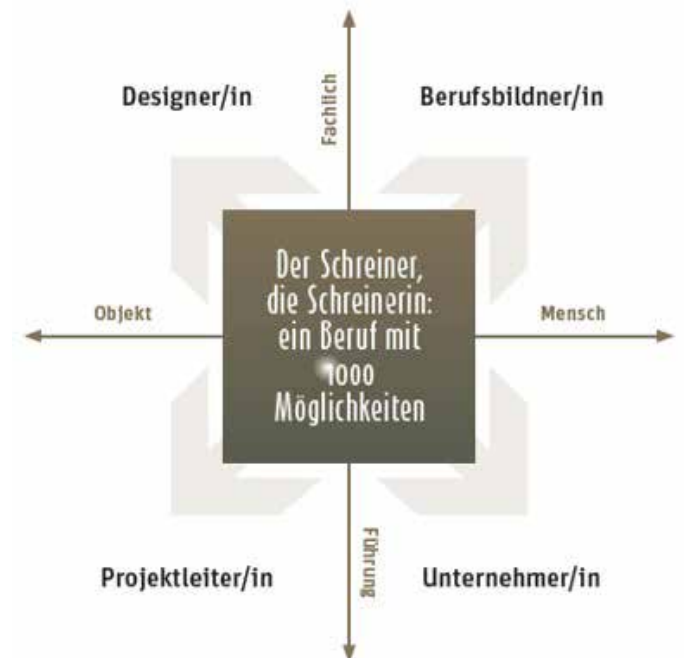 Designer/in
Berufsbildner/in
Fachlich
Der Schreiner,
die Schreinerin:
ein Beruf mit
1000
Möglichkeiten
Objekt
Mensch
Führung
Projektleiter/in
Unternehmer/in